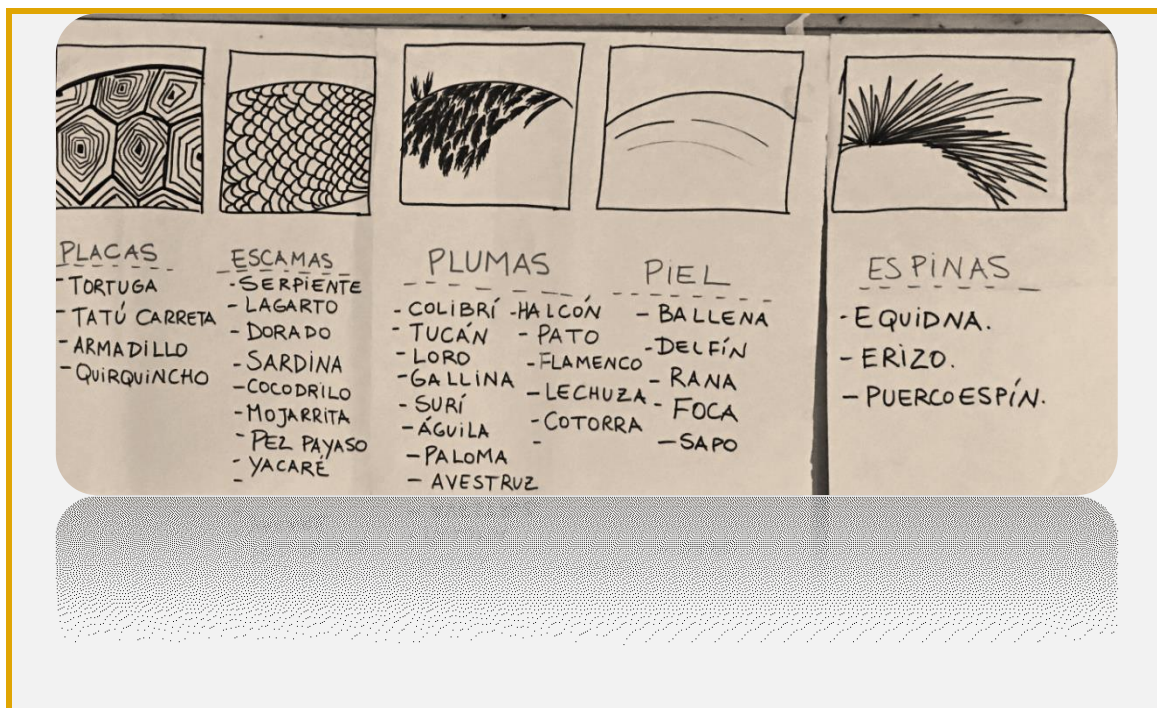 PLACAS
- TORTUGA
- TATÚ CARRETA
- ARMADILLO
- QUIRQUINCHO
ESCAMAS
- SERPIENTE
- LAGARTO
- DORADO
- SARDINA
- COCODRILO
- MOJARRITA
- PEZ PAYASO
- YACARÉ
-
PLUMAS
- COLIBRÍ
- TUCÁN
- LORO
- GALLINA
- SURÍ
- ÁGUILA
- PALOMA
- AVESTRUZ
- HALCÓN
- PATO
- FLAMENCO
- LECHUZA
- COTORRA
-
PIEL
- BALLENA
- DELFÍN
- RANA
- FOCA
- SAPO
ESPINAS
- EQUIDNA.
- ERIZO.
- PUERCOESPÍN.